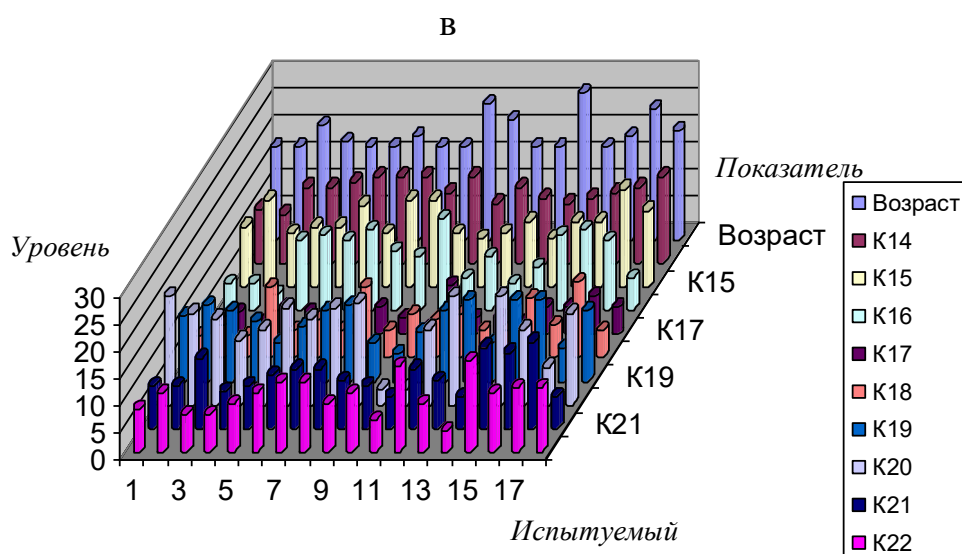 в
Показатель
Уровень
Возраст
К15
К17
К19
К21
30
25
20
15
10
5
0
1 3 5 7 9 11 13 15 17
Испытуемый
Возраст
К14
К15
К16
К17
К18
К19
К20
К21
К22